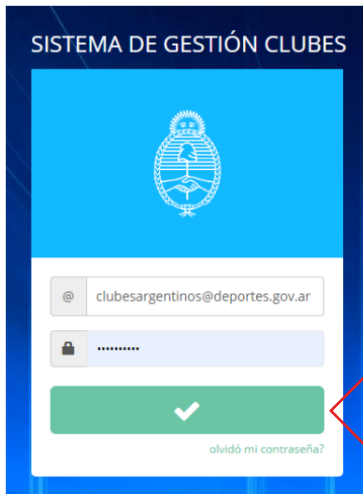 SISTEMA DE GESTIÓN CLUBES
@ clubesargentinos@deportes.gov.ar
••••••••••
olvidó mi contraseña?